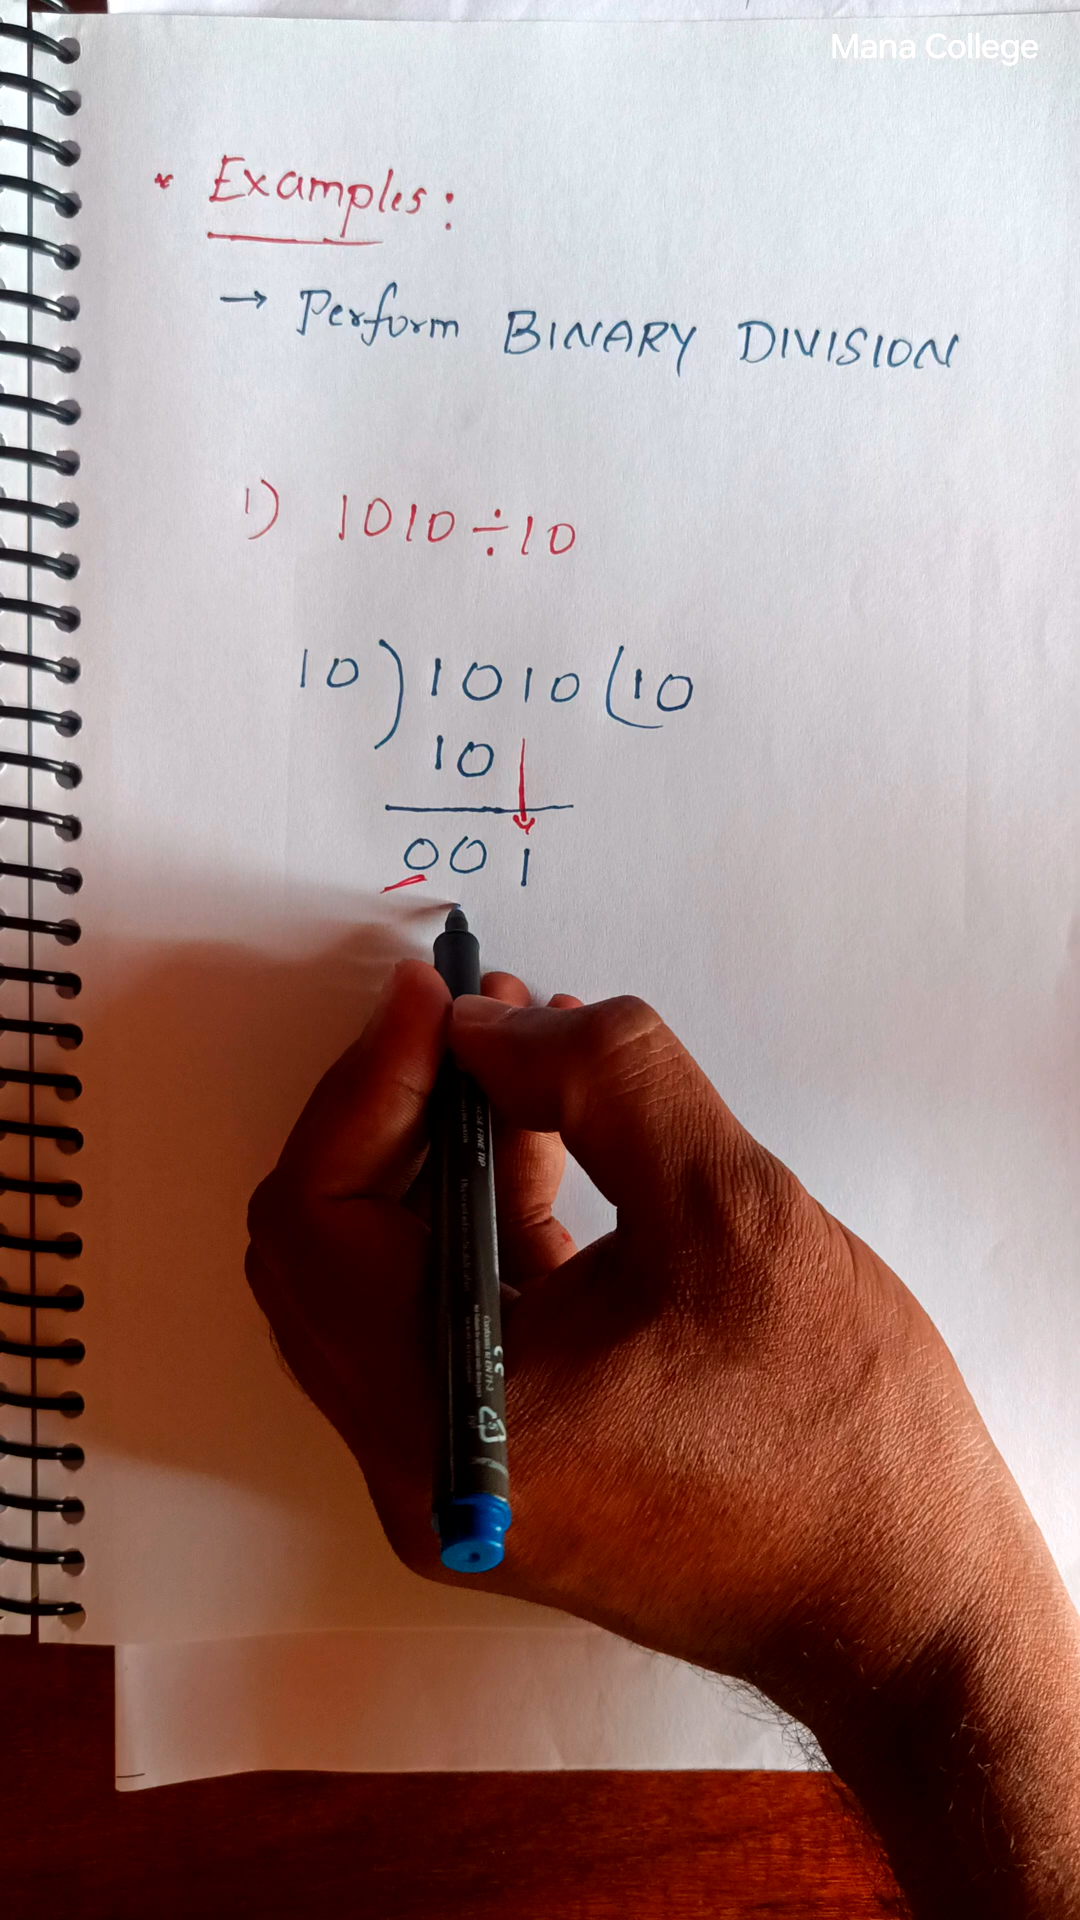 Mana College
* Examples:
→ Perform BINARY DIVISION
1) 1010÷10
10)1010(10
10
001